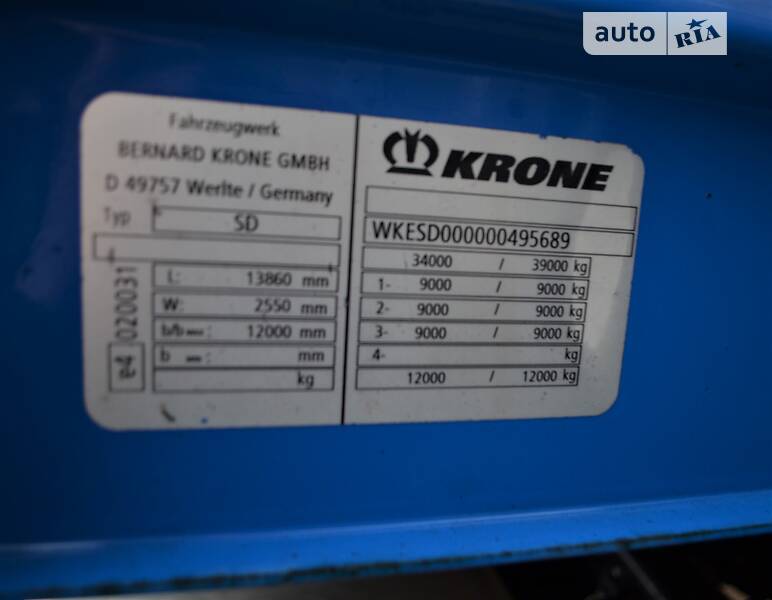 auto RIA
Fahrzeugwerk
BERNARD KRONE GMBH
D 49757 Werlte / Germany
Typ SD
e4 020031
L: 13860 mm
W: 2550 mm
b/b 12000 mm
b : mm
kg
KRONE
WKESD000000495689
34000 / 39000 kg
1- 9000 / 9000 kg
2- 9000 / 9000 kg
3- 9000 / 9000 kg
4- kg
12000 / 12000 kg